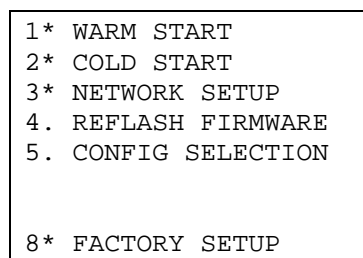 1* WARM START
2* COLD START
3* NETWORK SETUP
4. REFLASH FIRMWARE
5. CONFIG SELECTION
8* FACTORY SETUP